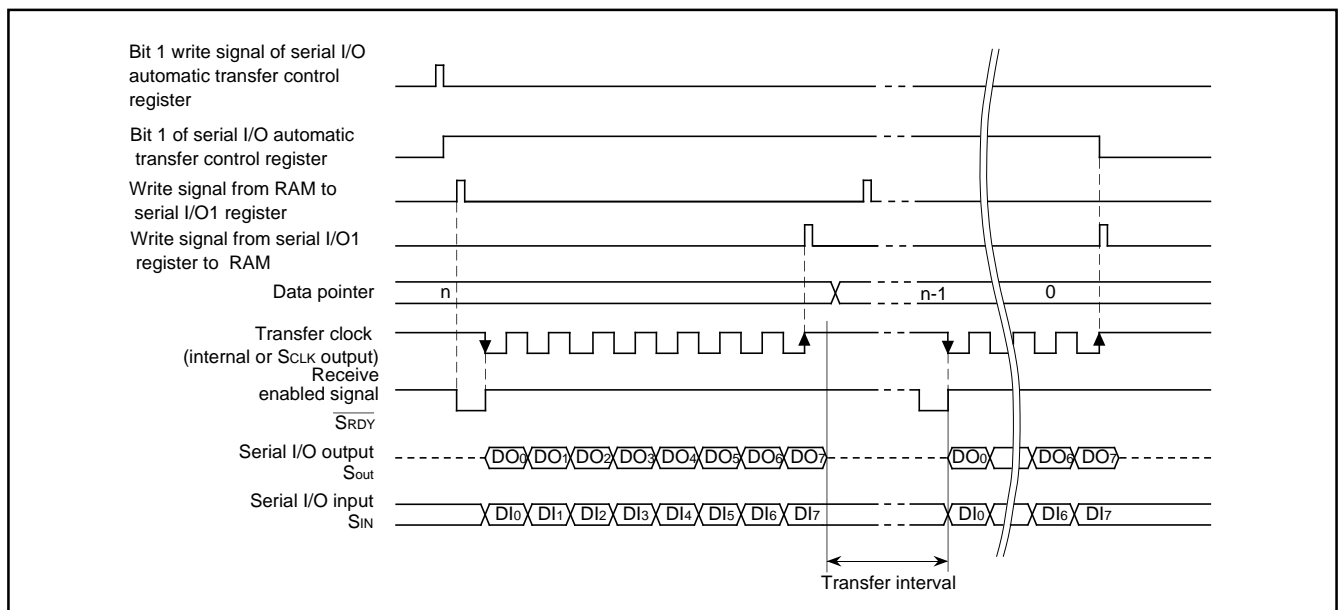 Bit 1 write signal of serial I/O
automatic transfer control
register
Bit 1 of serial I/O automatic
transfer control register
Write signal from RAM to
serial I/O1 register
Write signal from serial I/O1
register to RAM
Data pointer
n
n-1
0
Transfer clock
(internal or SCLK output)
Receive
enabled signal
SRDY
Serial I/O output
Sout
DO0 DO1 DO2 DO3 DO4 DO5 DO6 DO7
DO0 DO6 DO7
Serial I/O input
SIN
DI0 DI1 DI2 DI3 DI4 DI5 DI6 DI7
DI0 DI6 DI7
Transfer interval